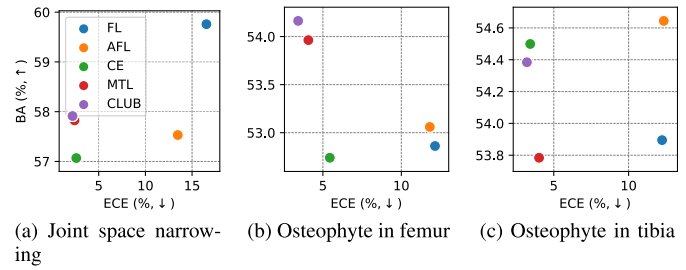 60
59
58
57
BA (%, ↑)
FL
AFL
CE
MTL
CLUB
5
10
15
ECE (%, ↓)
54.0
53.5
53.0
5
10
ECE (%, ↓)
54.6
54.4
54.2
54.0
53.8
5
10
ECE (%, ↓)
(a) Joint space narrow-
ing
(b) Osteophyte in femur
(c) Osteophyte in tibia